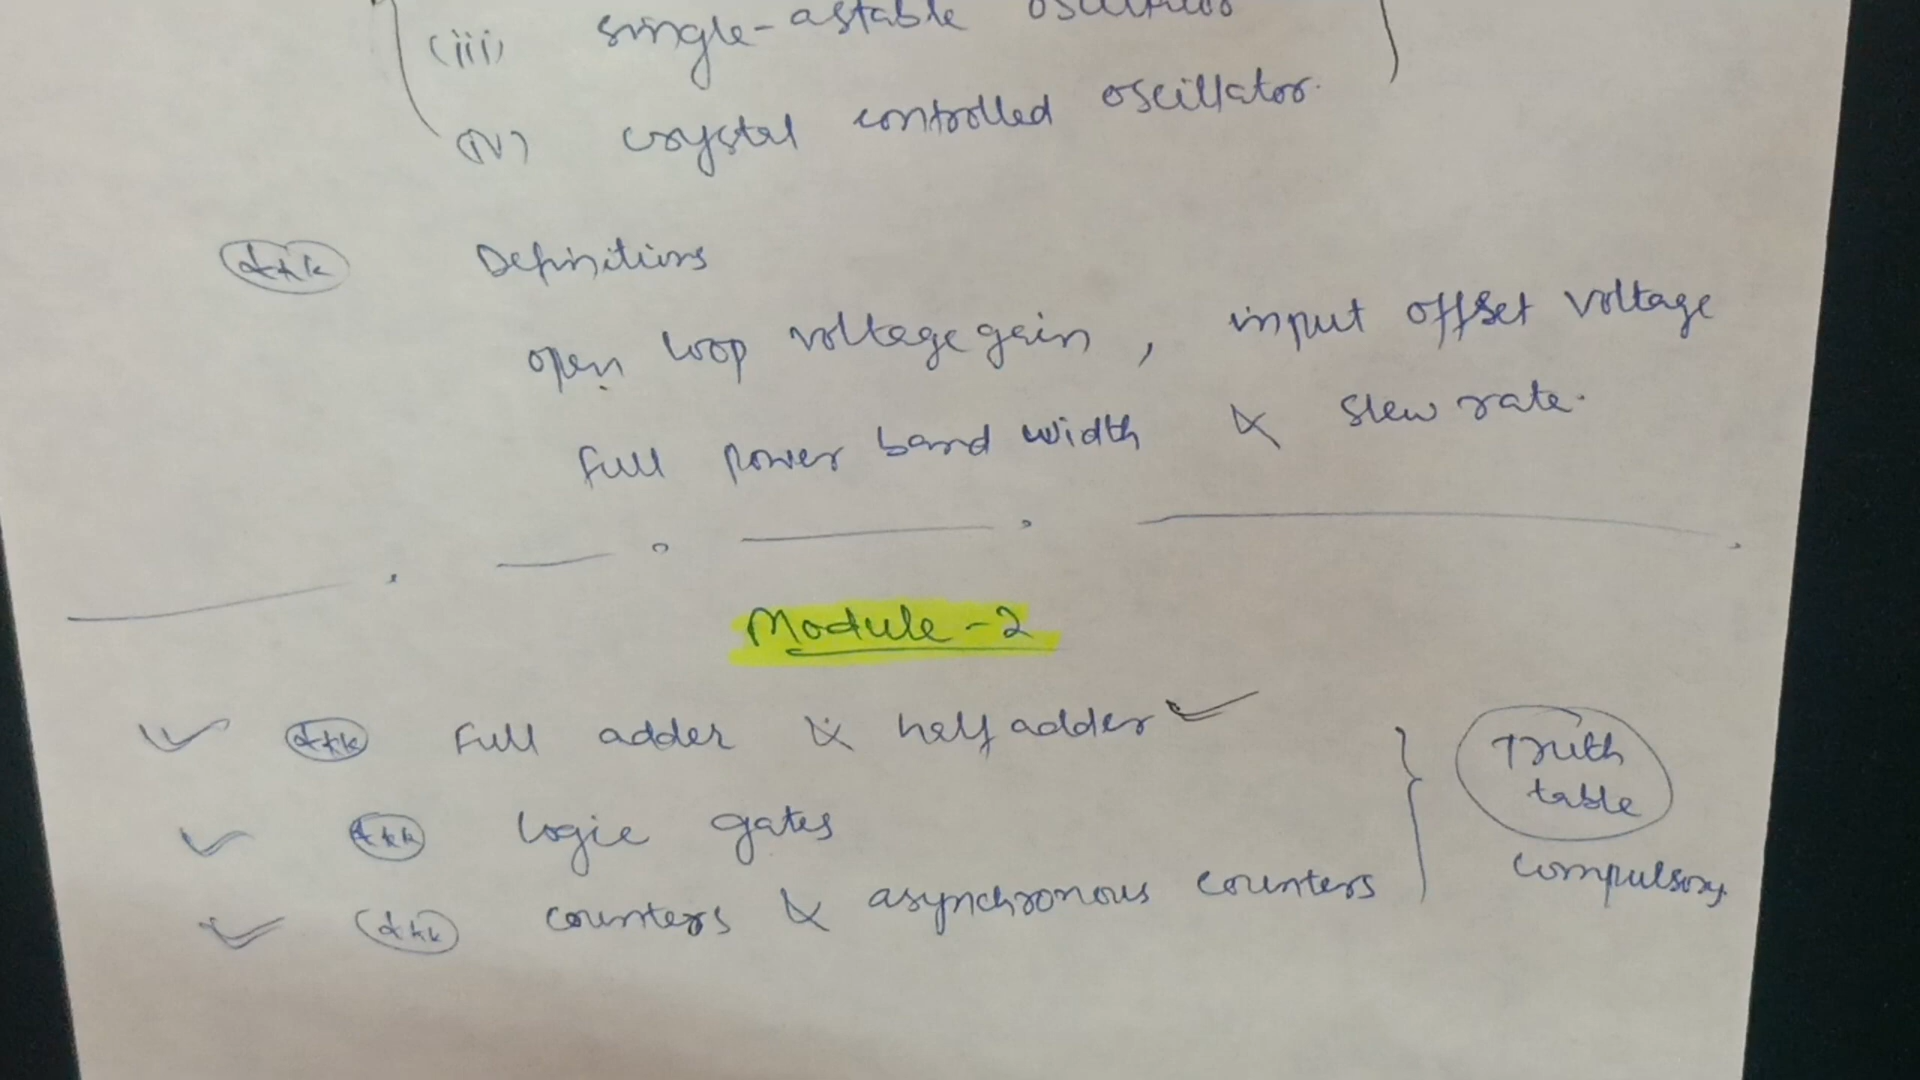 (iii) single-astable
(iv) crystal controlled oscillator.
*** Definitions
open loop voltage gain, input offset voltage
full power band width & slew rate.
Module-2
*** Full adder & half adder
*** logic gates
*** counters & asynchronous counters
Truth
table
compulsory